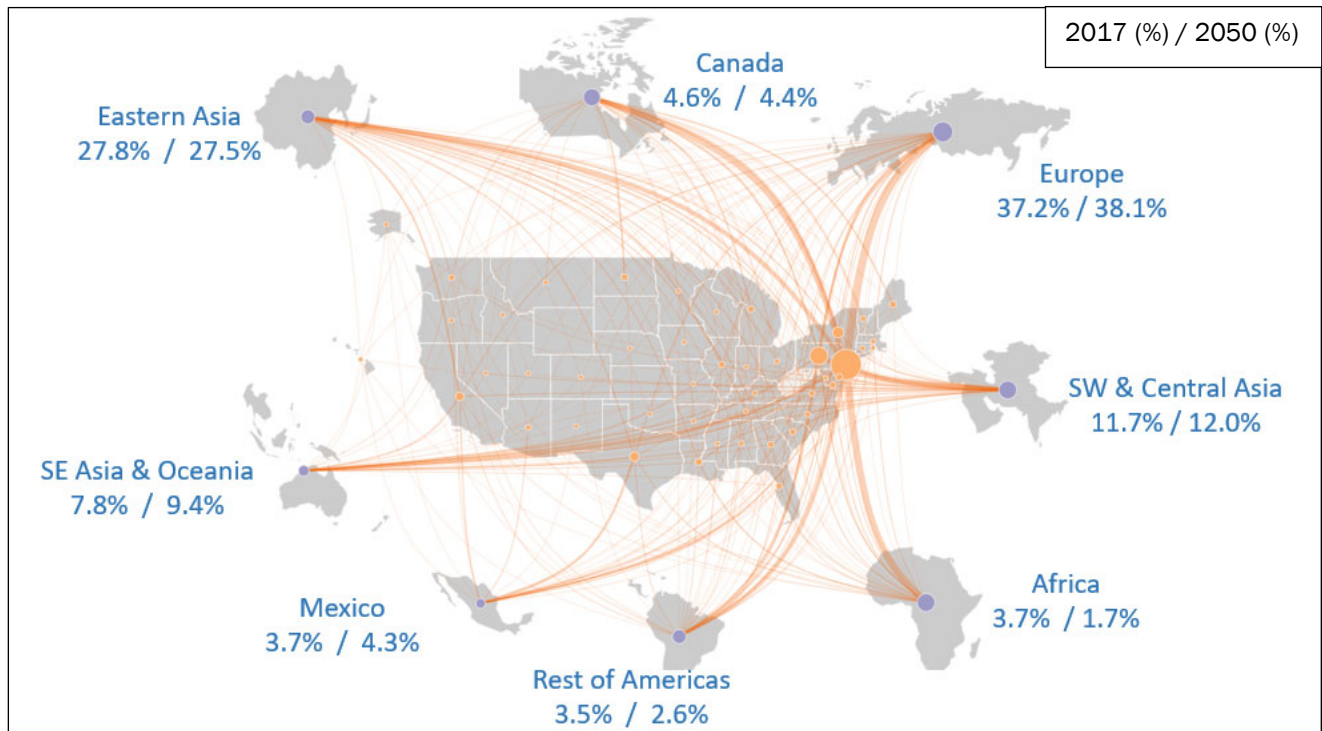 2017 (%) / 2050 (%)
Canada
4.6% / 4.4%
Eastern Asia
27.8% / 27.5%
Europe
37.2% / 38.1%
SW & Central Asia
11.7% / 12.0%
SE Asia & Oceania
7.8% / 9.4%
Africa
3.7% / 1.7%
Mexico
3.7% / 4.3%
Rest of Americas
3.5% / 2.6%